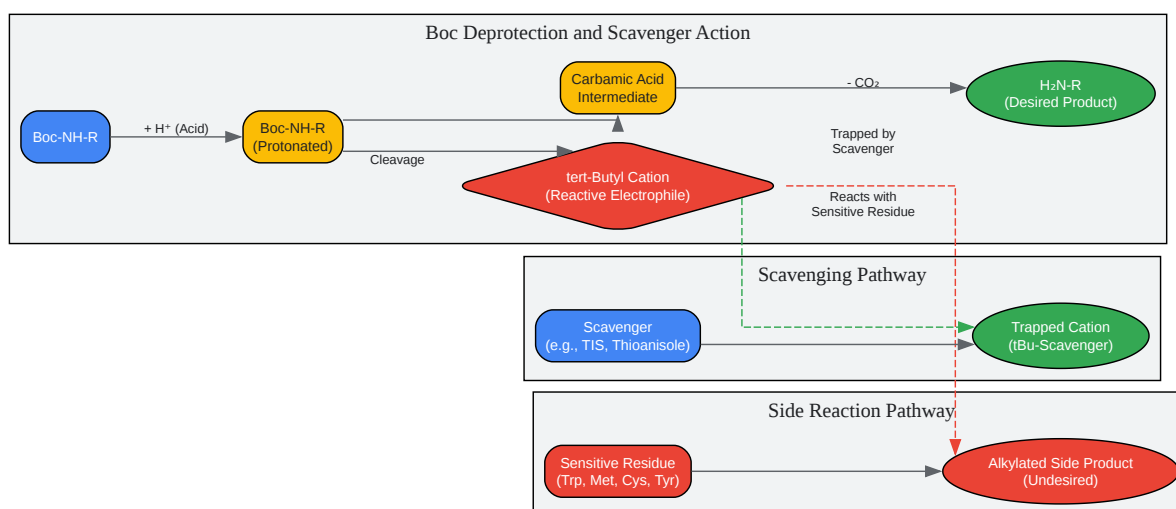 Boc Deprotection and Scavenger Action
Carbamic Acid
Intermediate
- CO₂
H₂N-R
(Desired Product)
Boc-NH-R
+ H⁺ (Acid)
Boc-NH-R
(Protonated)
Cleavage
Trapped by
Scavenger
tert-Butyl Cation
(Reactive Electrophile)
Reacts with
Sensitive Residue
Scavenging Pathway
Scavenger
(e.g., TIS, Thioanisole)
Trapped Cation
(tBu-Scavenger)
Side Reaction Pathway
Sensitive Residue
(Trp, Met, Cys, Tyr)
Alkylated Side Product
(Undesired)